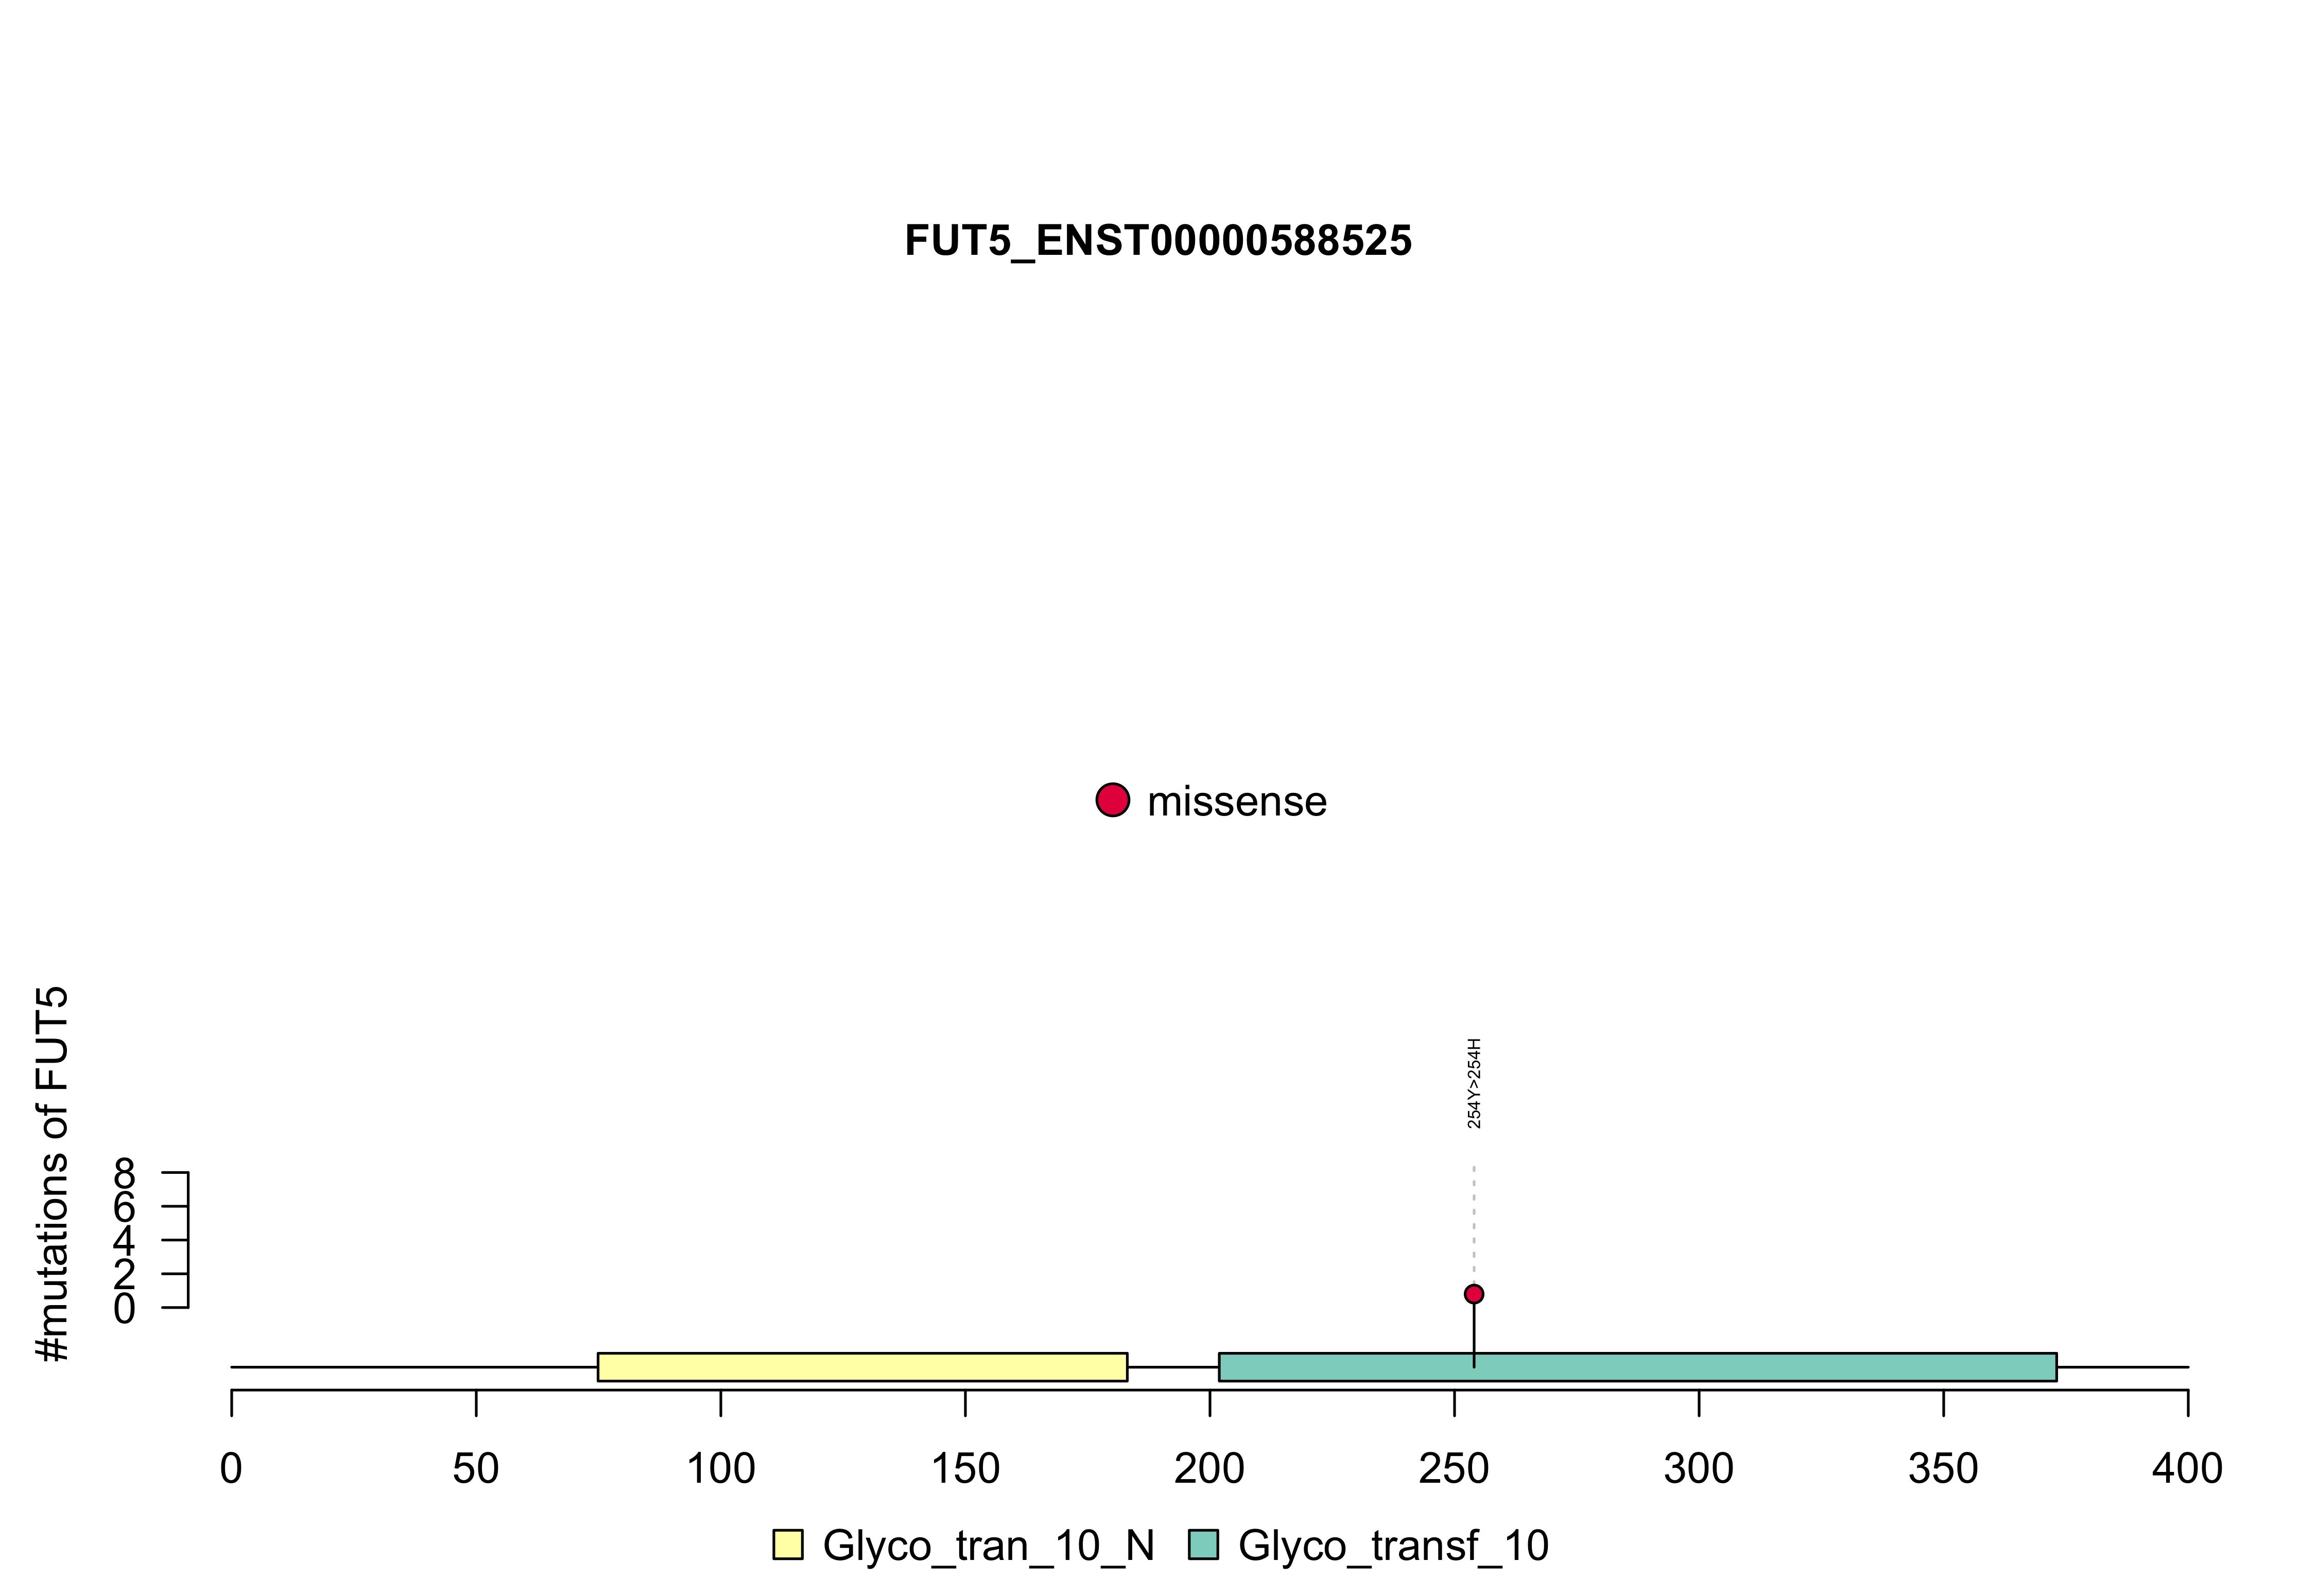 FUT5_ENST00000588525
missense
#mutations of FUT5
254Y>254H
8
6
4
2
0
0 50 100 150 200 250 300 350 400
Glyco_tran_10_N Glyco_transf_10